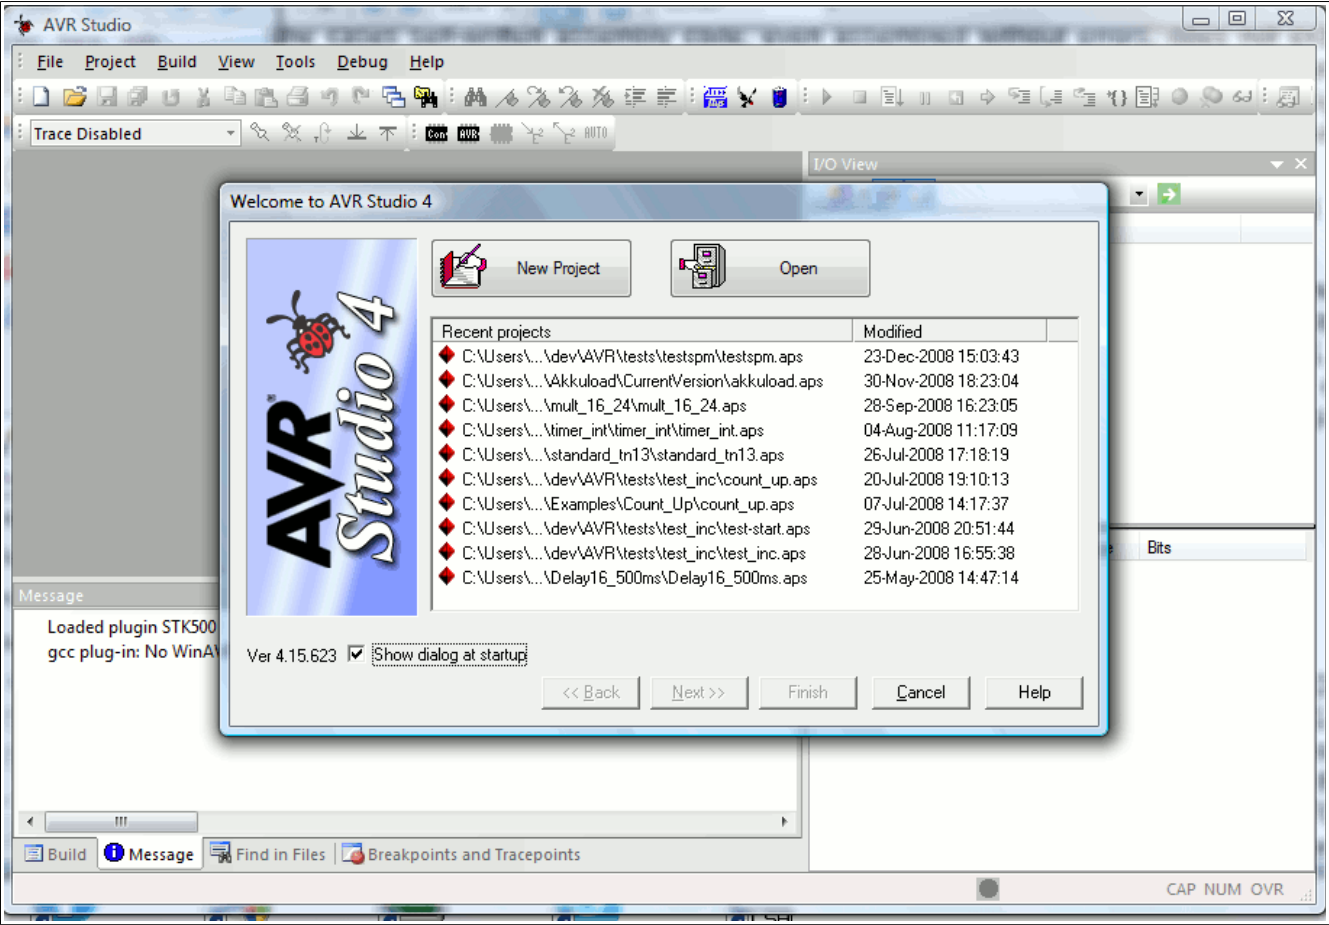 AVR Studio
File Project Build View Tools Debug Help
Trace Disabled
Con AVR AUTO
I/O View
Welcome to AVR Studio 4
New Project Open
AVR Studio 4
Recent projects Modified
C:\Users\...\dev\AVR\tests\testspm\testspm.aps 23-Dec-2008 15:03:43
C:\Users\...\Akkuload\CurrentVersion\akkuload.aps 30-Nov-2008 18:23:04
C:\Users\...\mult_16_24\mult_16_24.aps 28-Sep-2008 16:23:05
C:\Users\...\timer_int\timer_int\timer_int.aps 04-Aug-2008 11:17:09
C:\Users\...\standard_tn13\standard_tn13.aps 26-Jul-2008 17:18:19
C:\Users\...\dev\AVR\tests\test_inc\count_up.aps 20-Jul-2008 19:10:13
C:\Users\...\Examples\Count_Up\count_up.aps 07-Jul-2008 14:17:37
C:\Users\...\dev\AVR\tests\test_inc\test-start.aps 29-Jun-2008 20:51:44
C:\Users\...\dev\AVR\tests\test_inc\test_inc.aps 28-Jun-2008 16:55:38
C:\Users\...\Delay16_500ms\Delay16_500ms.aps 25-May-2008 14:47:14
Bits
Message
Loaded plugin STK500
gcc plug-in: No WinAV
Ver 4.15.623 Show dialog at startup
<< Back Next >> Finish Cancel Help
Build Message Find in Files Breakpoints and Tracepoints
CAP NUM OVR